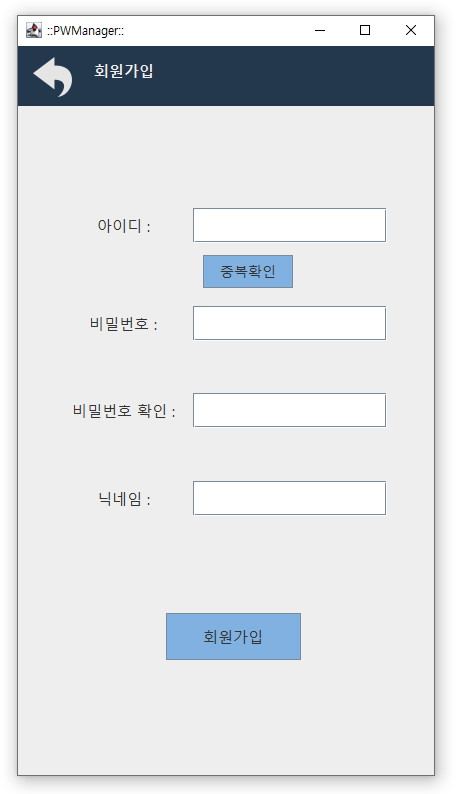 ::PWManager::
회원가입
아이디 :
중복확인
비밀번호 :
비밀번호 확인 :
닉네임 :
회원가입